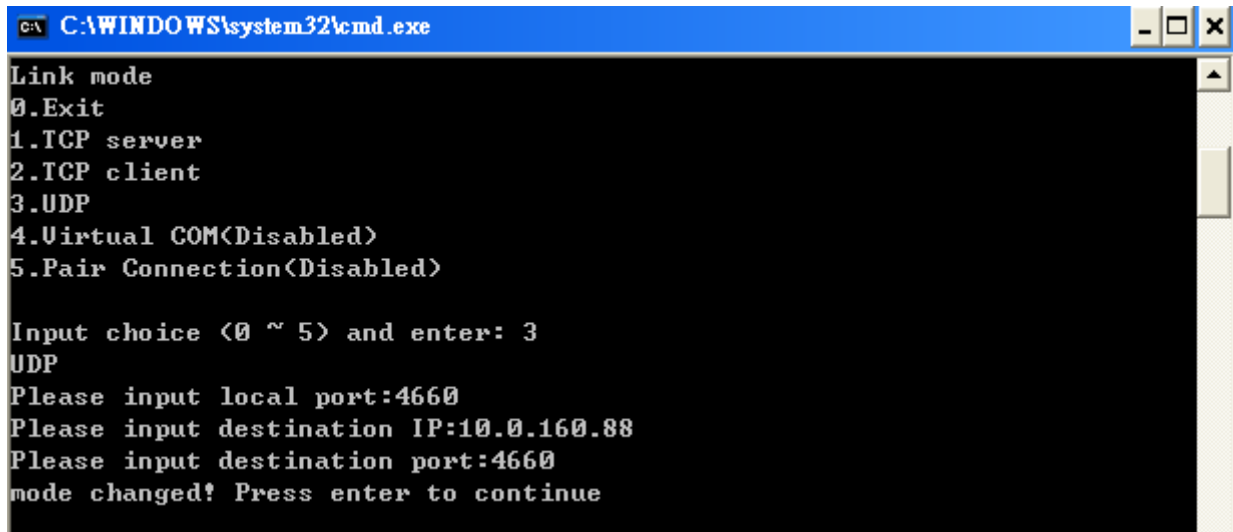 C:\WINDOWS\system32\cmd.exe
Link mode
0.Exit
1.TCP server
2.TCP client
3.UDP
4.Virtual COM(Disabled)
5.Pair Connection(Disabled)
Input choice (0 ~ 5) and enter: 3
UDP
Please input local port:4660
Please input destination IP:10.0.160.88
Please input destination port:4660
mode changed! Press enter to continue